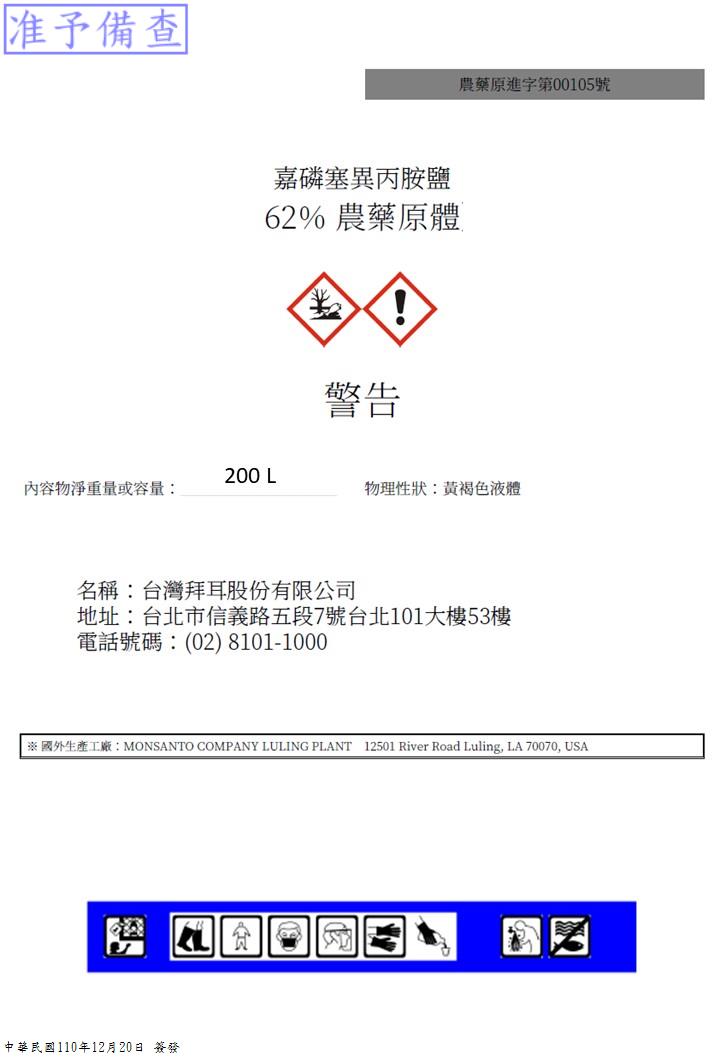 准予備查
農藥原進字第00105號
嘉磷塞異丙胺鹽
62% 農藥原體
警告
內容物淨重量或容量：200 L 物理性狀：黃褐色液體
名稱：台灣拜耳股份有限公司
地址：台北市信義路五段7號台北101大樓53樓
電話號碼：(02) 8101-1000
※ 國外生產工廠：MONSANTO COMPANY LULING PLANT 12501 River Road Luling, LA 70070, USA
中華民國110年12月20日 簽發